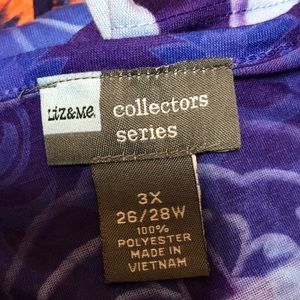 Liz&Me. collectors
series
3X
26/28W
100%
POLYESTER
MADE IN
VIETNAM